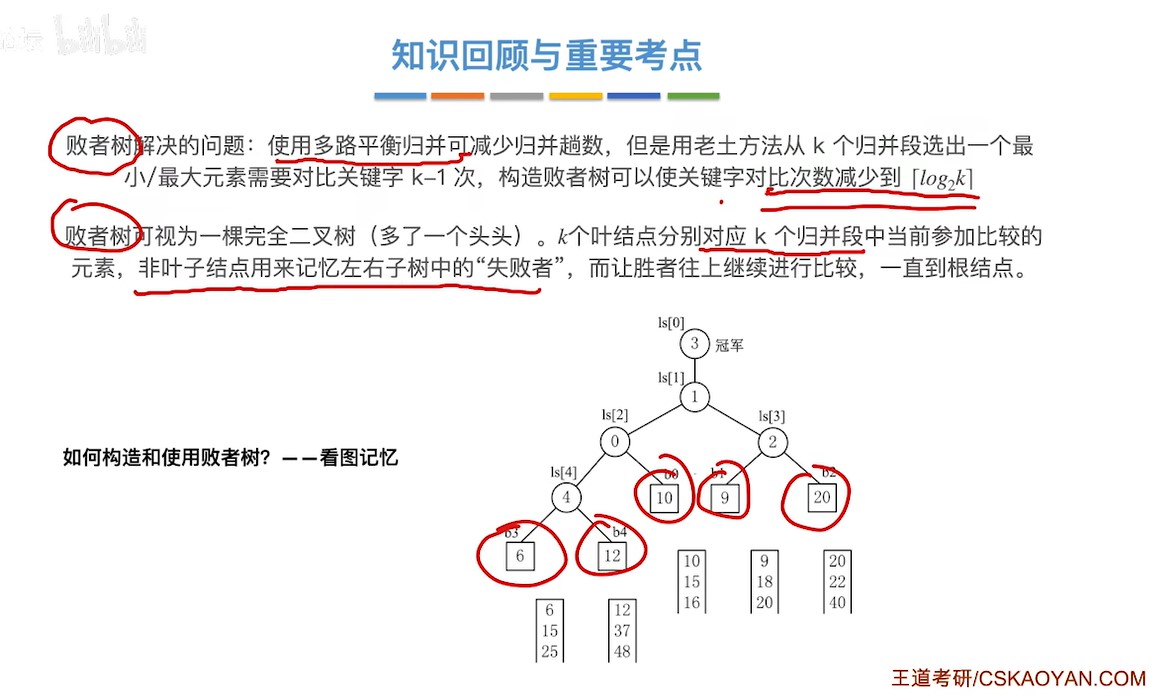 bilibili
知识回顾与重要考点
败者树解决的问题：使用多路平衡归并可减少归并趟数，但是用老土方法从 k 个归并段选出一个最
小/最大元素需要对比关键字 k–1 次，构造败者树可以使关键字对比次数减少到 ⌈log₂k⌉
败者树可视为一棵完全二叉树（多了一个头头）。k个叶结点分别对应 k 个归并段中当前参加比较的
元素，非叶子结点用来记忆左右子树中的“失败者”，而让胜者往上继续进行比较，一直到根结点。
ls[0]
3 冠军
ls[1]
1
ls[2] ls[3]
0 2
如何构造和使用败者树？——看图记忆
ls[4] b0 b1 b2
4 10 9 20
b3 b4
6 12
10 9 20
15 18 22
16 20 40
6 12
15 37
25 48
王道考研/CSKAOYAN.COM